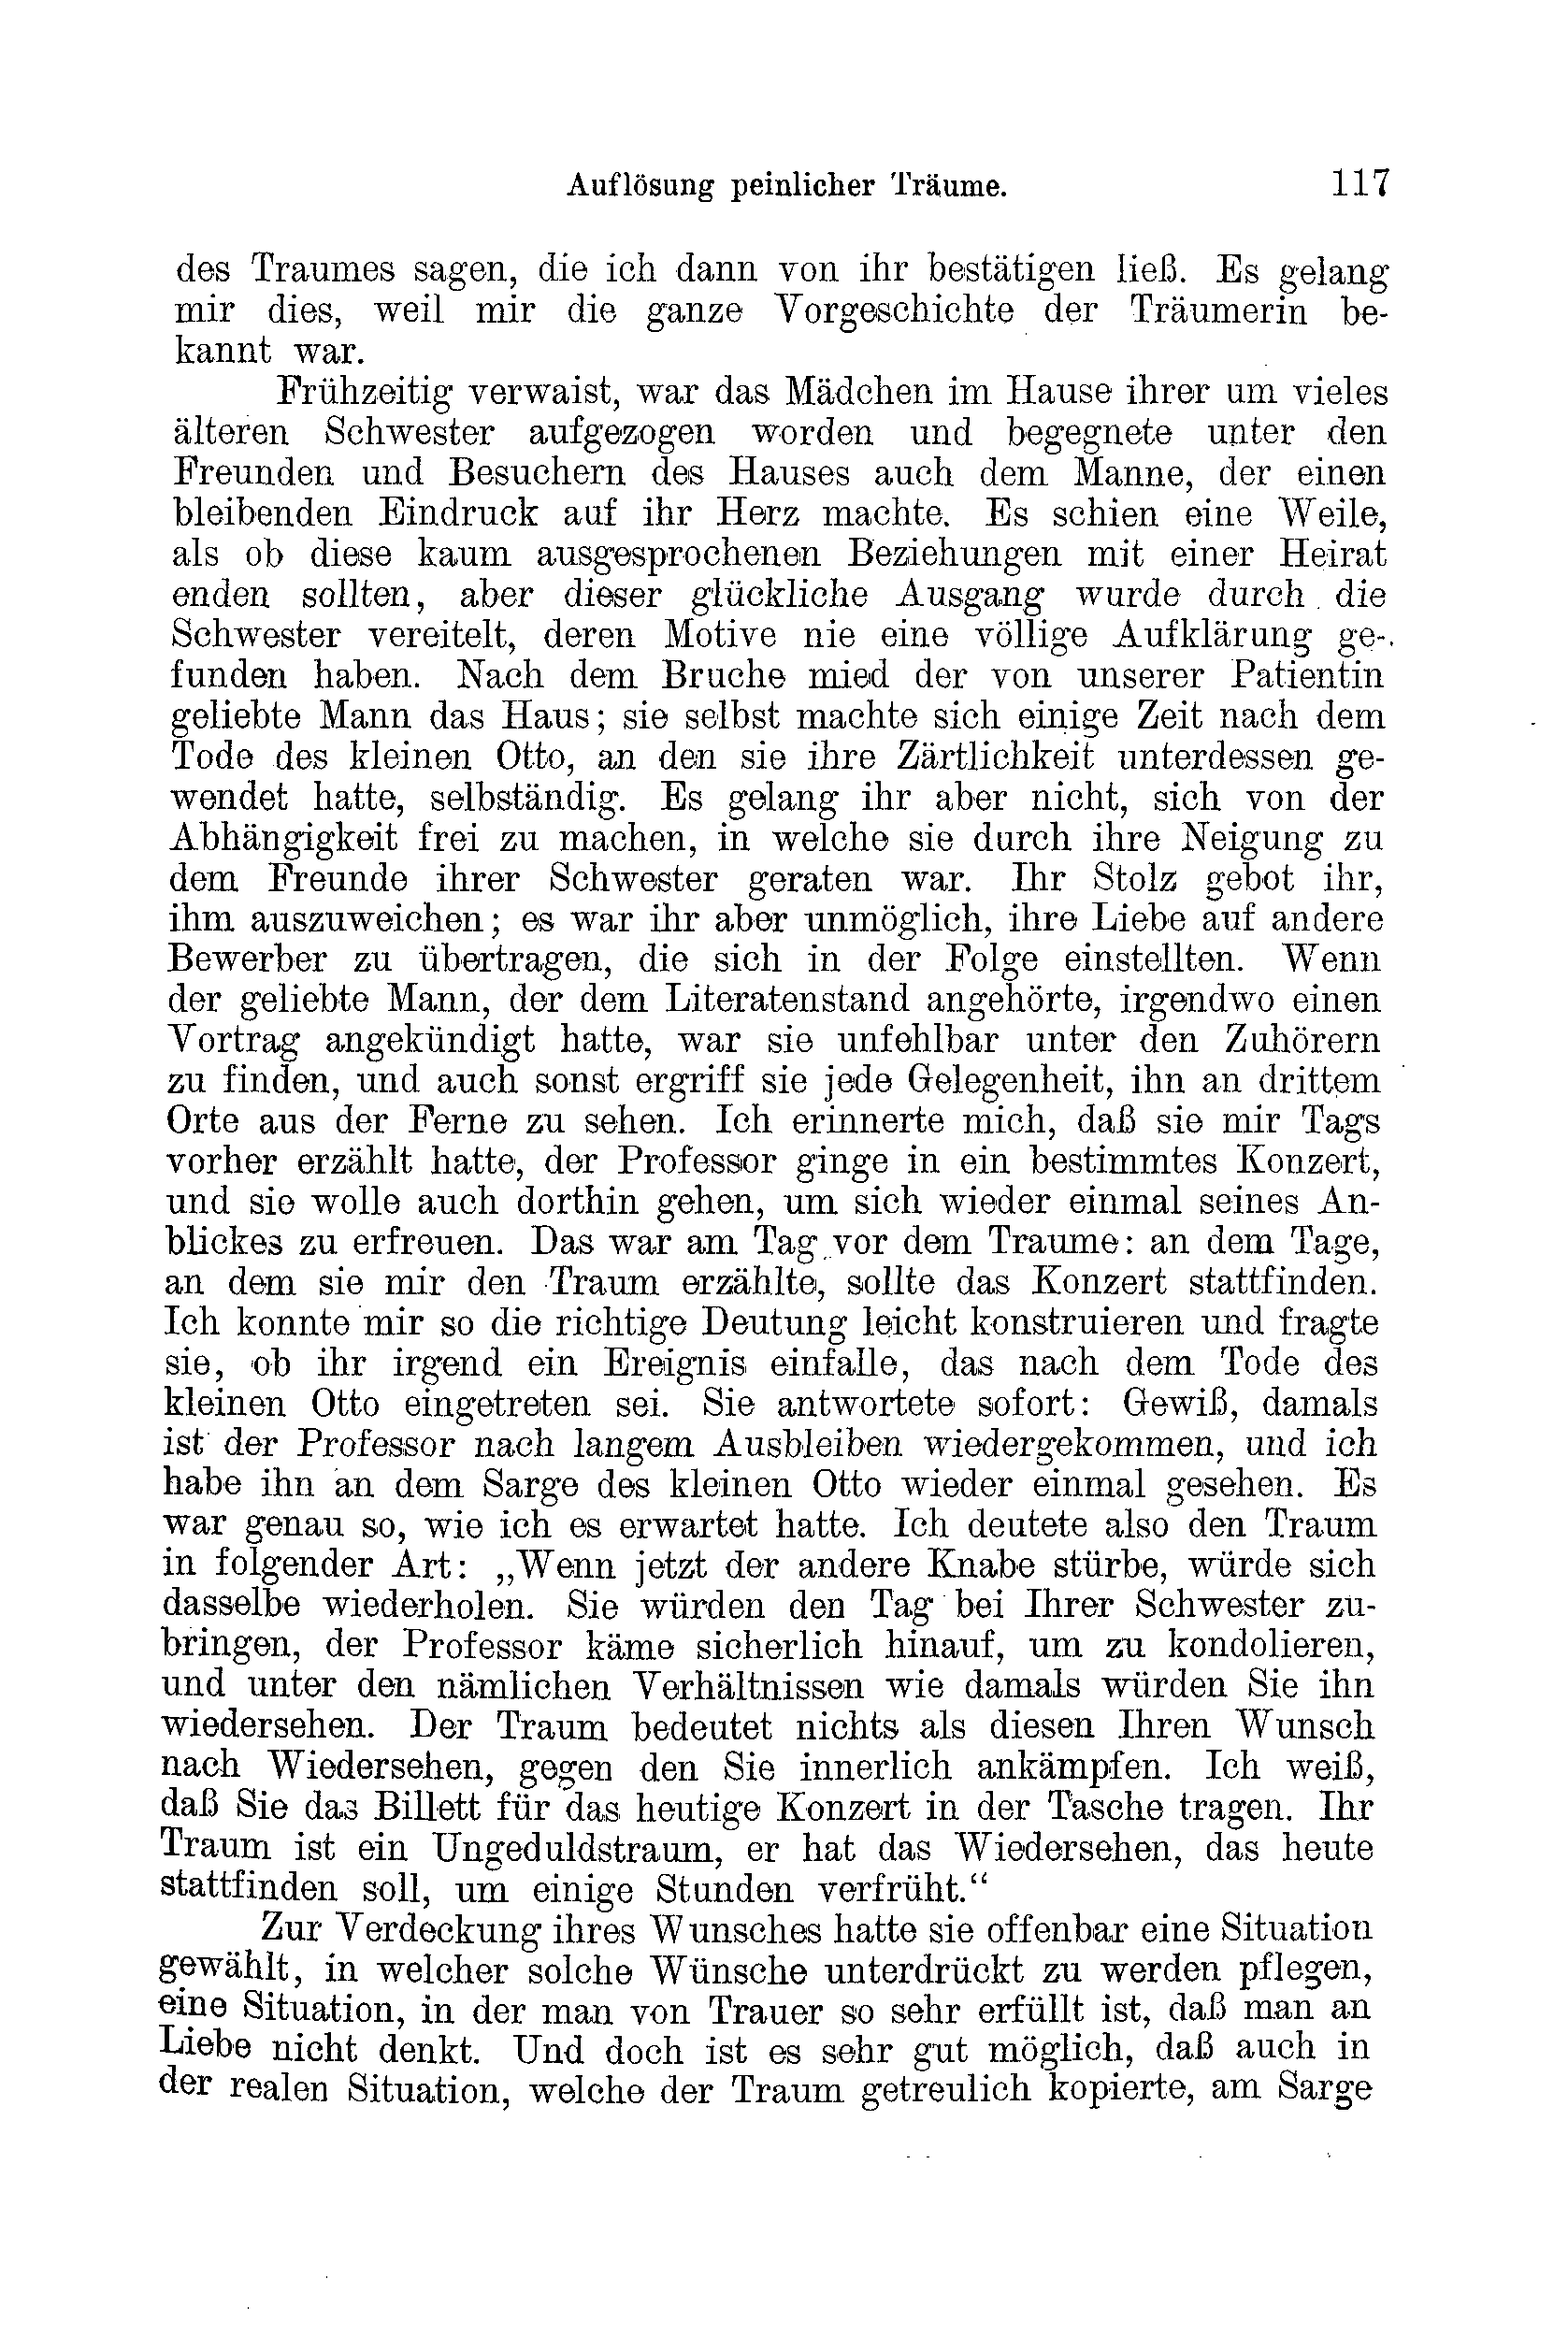 Auflösung peinlicher Träume. 117
des Traumes sagen, die ich dann von ihr bestätigen ließ. Es gelang
mir dies, weil mir die ganze Vorgeschichte der Träumerin be-
kannt war.
Frühzeitig verwaist, war das Mädchen im Hause ihrer um vieles
älteren Schwester aufgezogen worden und begegnete unter den
Freunden und Besuchern des Hauses auch dem Manne, der einen
bleibenden Eindruck auf ihr Herz machte. Es schien eine Weile,
als ob diese kaum ausgesprochenen Beziehungen mit einer Heirat
enden sollten, aber dieser glückliche Ausgang wurde durch die
Schwester vereitelt, deren Motive nie eine völlige Aufklärung ge-
funden haben. Nach dem Bruche mied der von unserer Patientin
geliebte Mann das Haus; sie selbst machte sich einige Zeit nach dem
Tode des kleinen Otto, an den sie ihre Zärtlichkeit unterdessen ge-
wendet hatte, selbständig. Es gelang ihr aber nicht, sich von der
Abhängigkeit frei zu machen, in welche sie durch ihre Neigung zu
dem Freunde ihrer Schwester geraten war. Ihr Stolz gebot ihr,
ihm auszuweichen; es war ihr aber unmöglich, ihre Liebe auf andere
Bewerber zu übertragen, die sich in der Folge einstellten. Wenn
der geliebte Mann, der dem Literatenstand angehörte, irgendwo einen
Vortrag angekündigt hatte, war sie unfehlbar unter den Zuhörern
zu finden, und auch sonst ergriff sie jede Gelegenheit, ihn an drittem
Orte aus der Ferne zu sehen. Ich erinnerte mich, daß sie mir Tags
vorher erzählt hatte, der Professor ginge in ein bestimmtes Konzert,
und sie wolle auch dorthin gehen, um sich wieder einmal seines An-
blickes zu erfreuen. Das war am Tag vor dem Traume: an dem Tage,
an dem sie mir den Traum erzählte, sollte das Konzert stattfinden.
Ich konnte mir so die richtige Deutung leicht konstruieren und fragte
sie, ob ihr irgend ein Ereignis einfalle, das nach dem Tode des
kleinen Otto eingetreten sei. Sie antwortete sofort: Gewiß, damals
ist der Professor nach langem Ausbleiben wiedergekommen, und ich
habe ihn an dem Sarge des kleinen Otto wieder einmal gesehen. Es
war genau so, wie ich es erwartet hatte. Ich deutete also den Traum
in folgender Art: „Wenn jetzt der andere Knabe stürbe, würde sich
dasselbe wiederholen. Sie würden den Tag bei Ihrer Schwester zu-
bringen, der Professor käme sicherlich hinauf, um zu kondolieren,
und unter den nämlichen Verhältnissen wie damals würden Sie ihn
wiedersehen. Der Traum bedeutet nichts als diesen Ihren Wunsch
nach Wiedersehen, gegen den Sie innerlich ankämpfen. Ich weiß,
daß Sie das Billett für das heutige Konzert in der Tasche tragen. Ihr
Traum ist ein Ungeduldstraum, er hat das Wiedersehen, das heute
stattfinden soll, um einige Stunden verfrüht.“
Zur Verdeckung ihres Wunsches hatte sie offenbar eine Situation
gewählt, in welcher solche Wünsche unterdrückt zu werden pflegen,
eine Situation, in der man von Trauer so sehr erfüllt ist, daß man an
Liebe nicht denkt. Und doch ist es sehr gut möglich, daß auch in
der realen Situation, welche der Traum getreulich kopierte, am Sarge